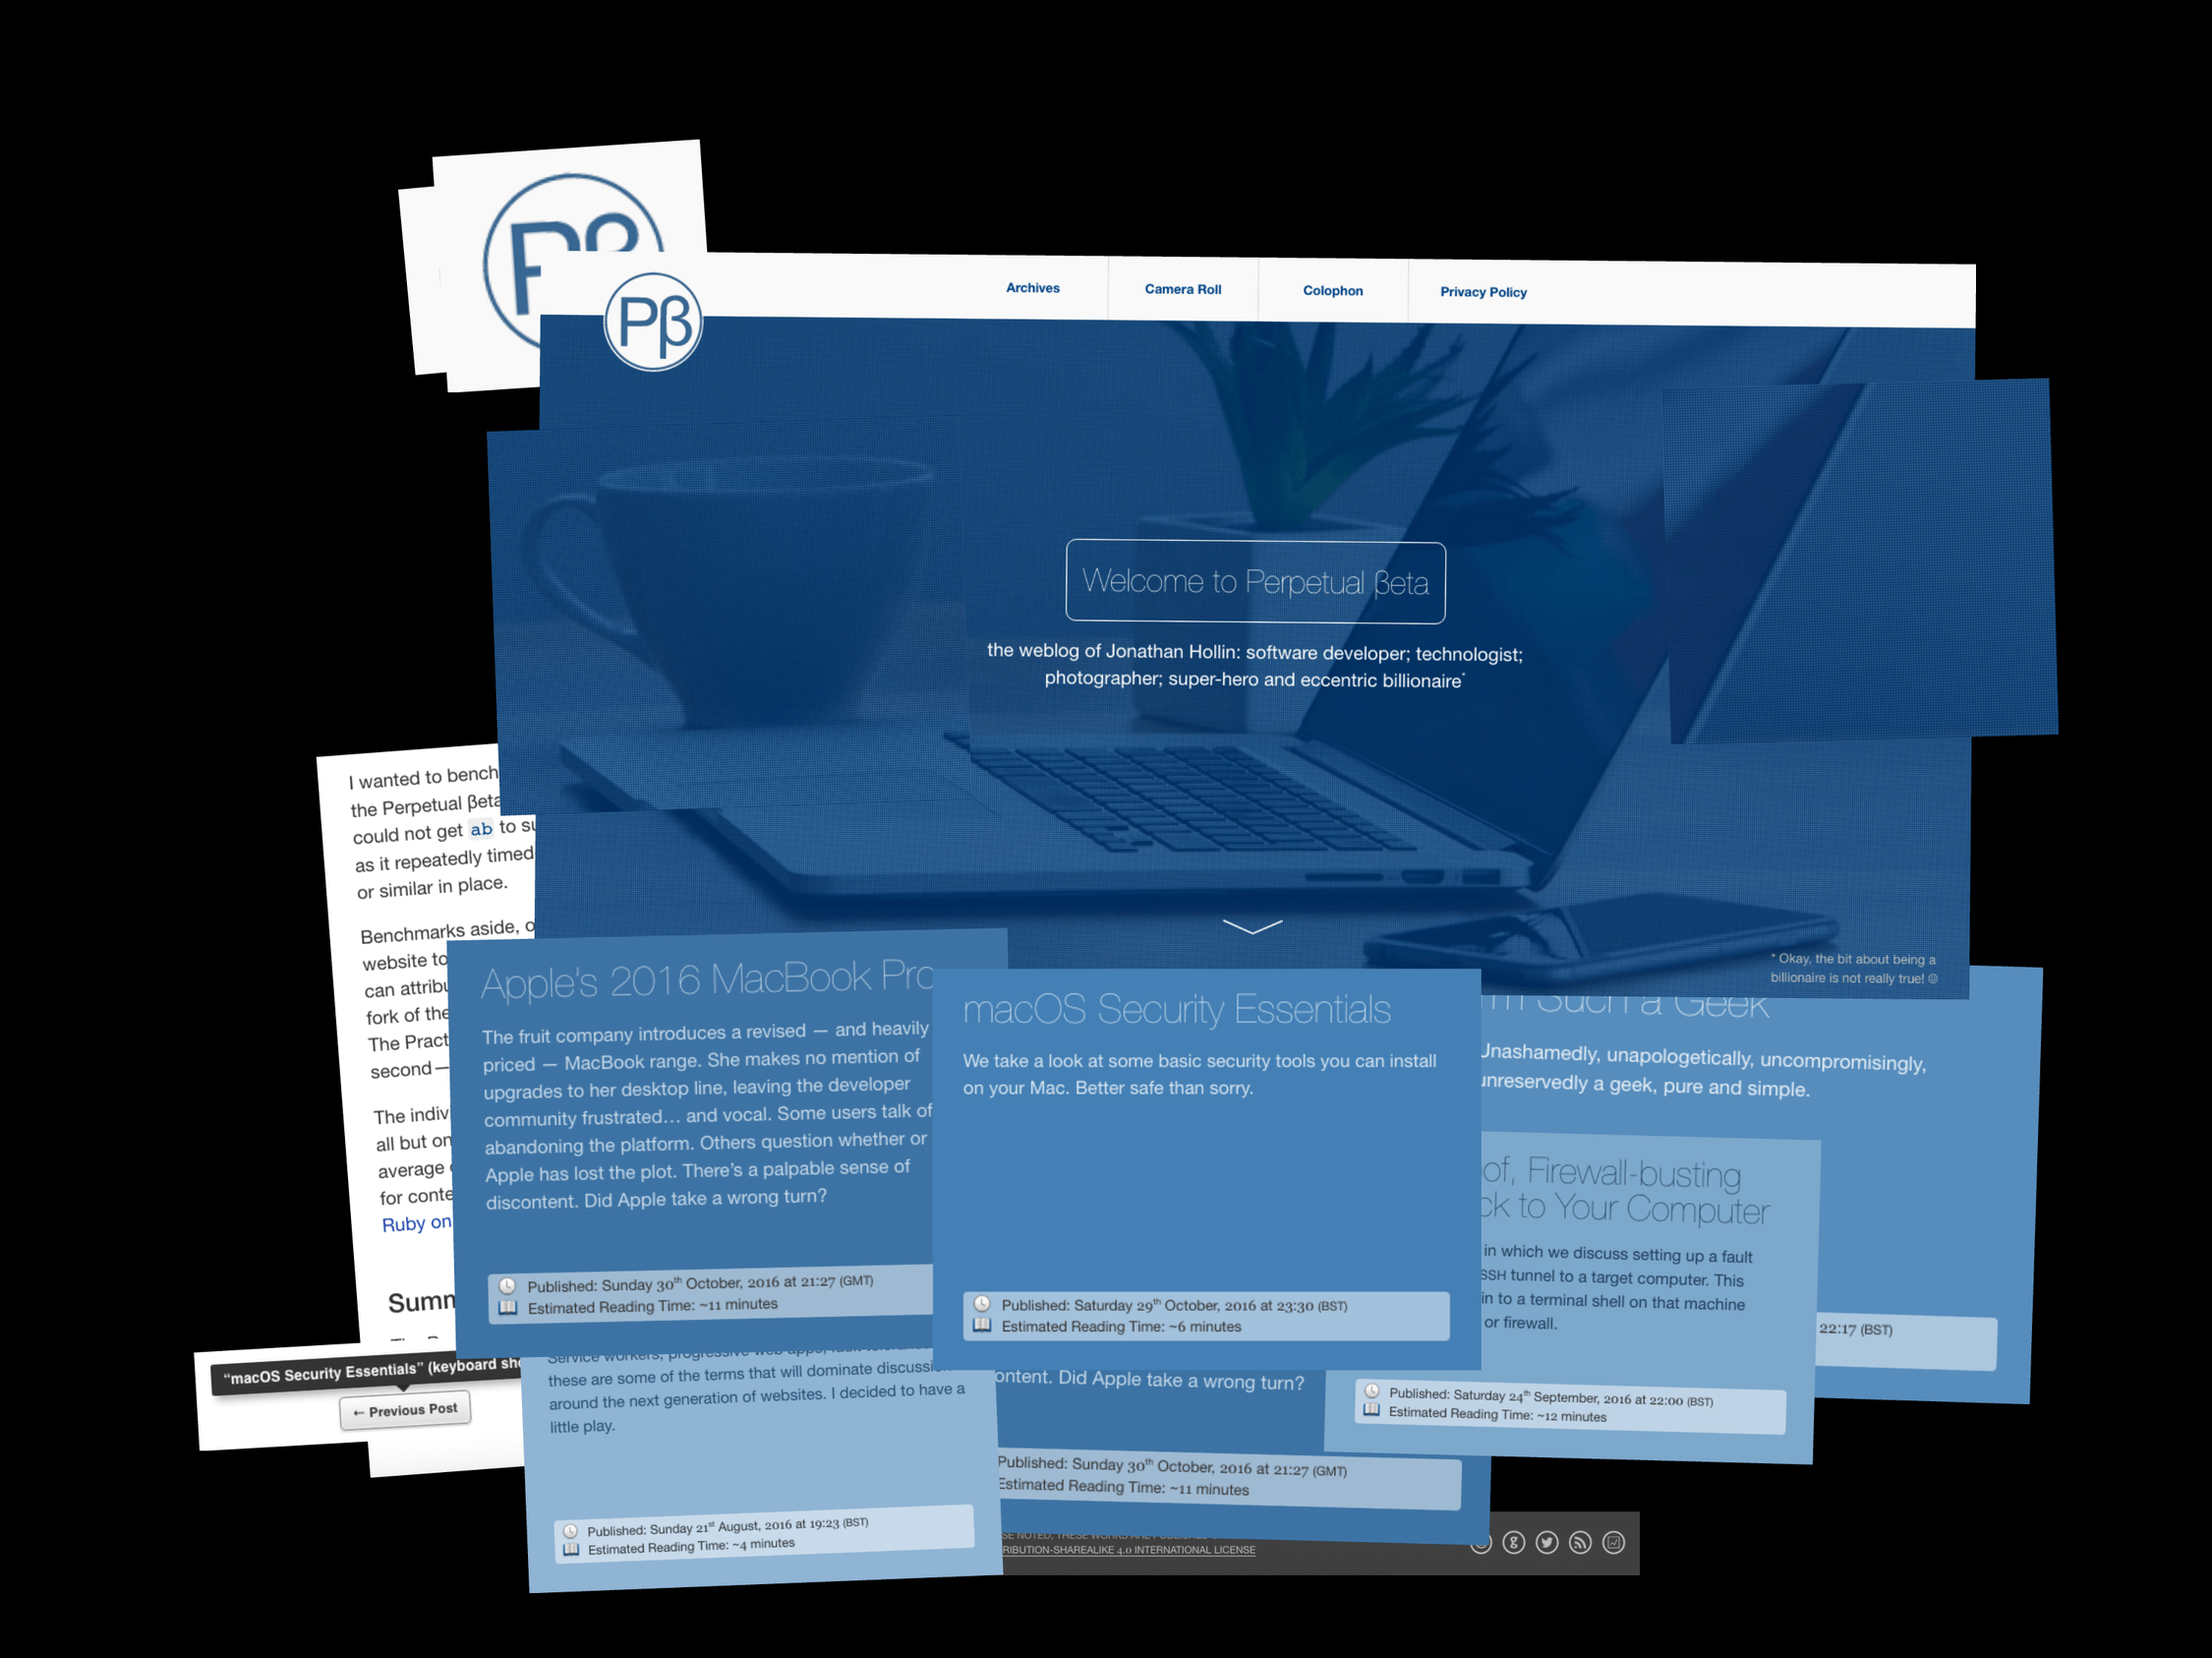 Pβ
Archives
Camera Roll
Colophon
Privacy Policy
Welcome to Perpetual βeta
the weblog of Jonathan Hollin: software developer; technologist;
photographer; super-hero and eccentric billionaire*
* Okay, the bit about being a
billionaire is not really true! ☺
I wanted to bench
the Perpetual βeta
could not get ab to su
as it repeatedly timed
or similar in place.
Benchmarks aside, o
website to
can attribu
fork of the
The Pract
second—
The indiv
all but on
average
for conte
Ruby on
Summ
Apple's 2016 MacBook Pro
The fruit company introduces a revised — and heavily
priced — MacBook range. She makes no mention of
upgrades to her desktop line, leaving the developer
community frustrated… and vocal. Some users talk of
abandoning the platform. Others question whether or
Apple has lost the plot. There's a palpable sense of
discontent. Did Apple take a wrong turn?
Published: Sunday 30th October, 2016 at 21:27 (GMT)
Estimated Reading Time: ~11 minutes
macOS Security Essentials
We take a look at some basic security tools you can install
on your Mac. Better safe than sorry.
Published: Saturday 29th October, 2016 at 23:30 (BST)
Estimated Reading Time: ~6 minutes
I'm Such a Geek
Unashamedly, unapologetically, uncompromisingly,
unreservedly a geek, pure and simple.
22:17 (BST)
of, Firewall-busting
ck to Your Computer
in which we discuss setting up a fault
SSH tunnel to a target computer. This
in to a terminal shell on that machine
or firewall.
Published: Saturday 24th September, 2016 at 22:00 (BST)
Estimated Reading Time: ~12 minutes
"macOS Security Essentials" (keyboard sho
← Previous Post
Service workers, progressive web apps,
these are some of the terms that will dominate discussi
around the next generation of websites. I decided to have a
little play.
Published: Sunday 21st August, 2016 at 19:23 (BST)
Estimated Reading Time: ~4 minutes
ontent. Did Apple take a wrong turn?
Published: Sunday 30th October, 2016 at 21:27 (GMT)
Estimated Reading Time: ~11 minutes
SE NOTED, THESE WORKS ARE PUBLISHED
RIBUTION-SHAREALIKE 4.0 INTERNATIONAL LICENSE